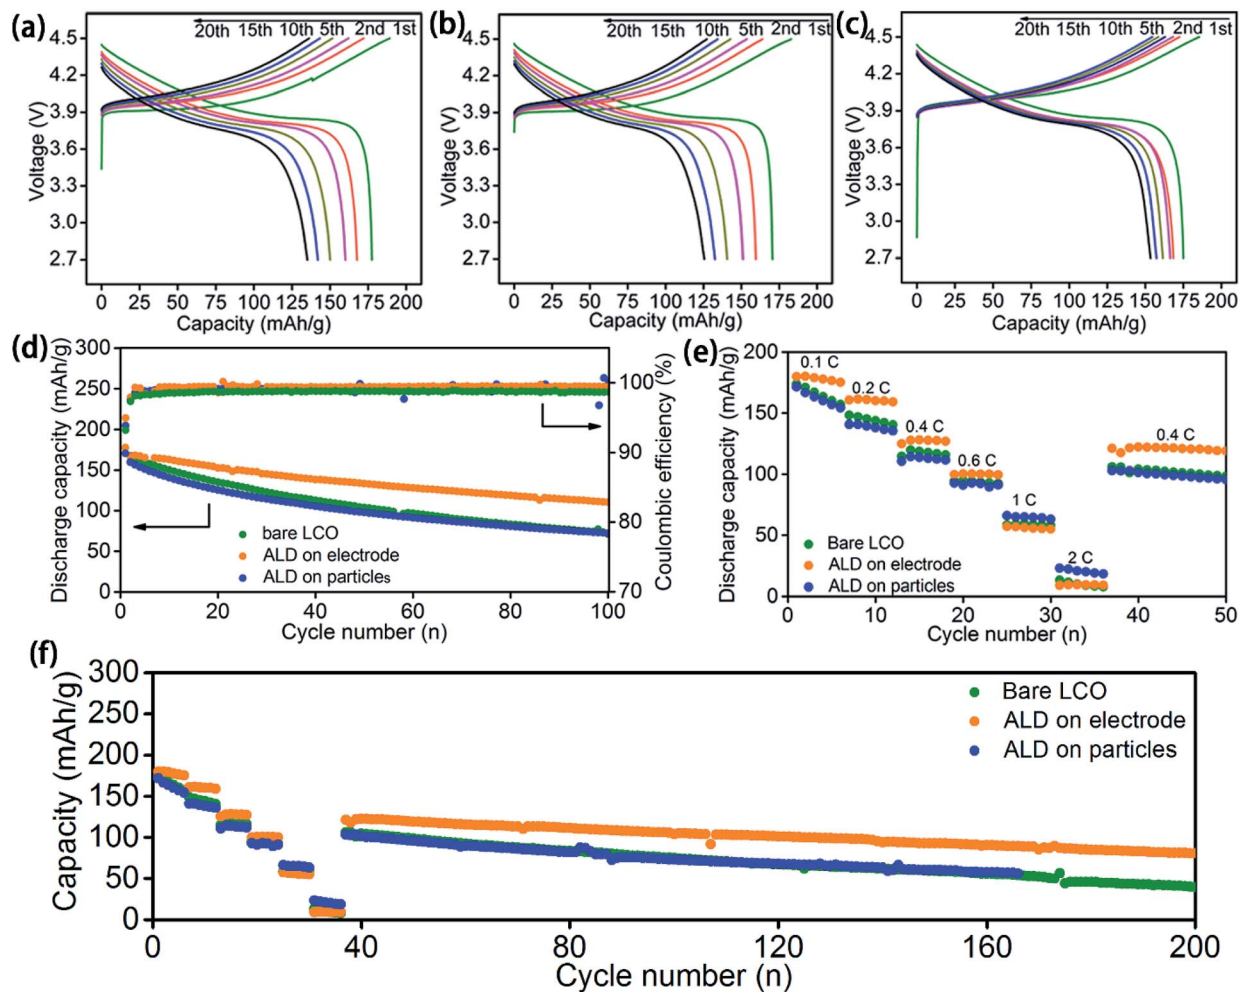 (a)
20th 15th 10th 5th 2nd 1st
4.5
4.2
3.9
3.6
3.3
3.0
2.7
Voltage (V)
0 25 50 75 100 125 150 175 200
Capacity (mAh/g)
(b)
20th 15th 10th 5th 2nd 1st
4.5
4.2
3.9
3.6
3.3
3.0
2.7
Voltage (V)
0 25 50 75 100 125 150 175 200
Capacity (mAh/g)
(c)
20th 15th 10th 5th 2nd 1st
4.5
4.2
3.9
3.6
3.3
3.0
2.7
Voltage (V)
0 25 50 75 100 125 150 175 200
Capacity (mAh/g)
(d)
300
250
200
150
100
50
0
Discharge capacity (mAh/g)
100
90
80
70
Coulombic efficiency (%)
bare LCO
ALD on electrode
ALD on particles
0 20 40 60 80 100
Cycle number (n)
(e)
200
150
100
50
0
Discharge capacity (mAh/g)
0.1 C
0.2 C
0.4 C
0.6 C
1 C
2 C
0.4 C
Bare LCO
ALD on electrode
ALD on particles
0 10 20 30 40 50
Cycle number (n)
(f)
300
250
200
150
100
50
0
Capacity (mAh/g)
Bare LCO
ALD on electrode
ALD on particles
0 40 80 120 160 200
Cycle number (n)